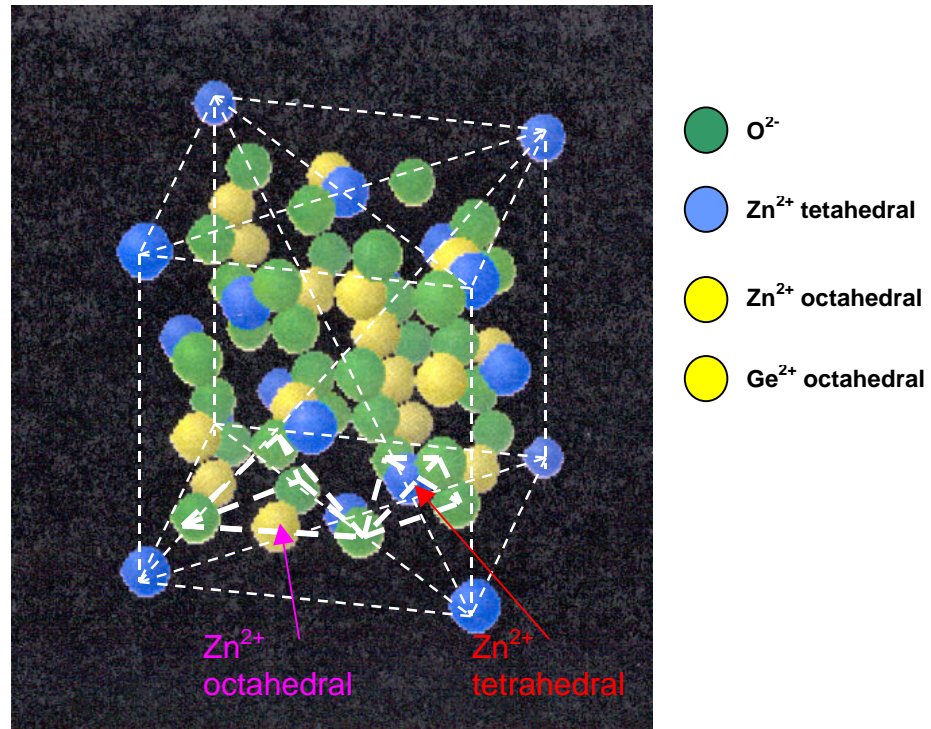 O²⁻
Zn²⁺ tetahedral
Zn²⁺ octahedral
Ge²⁺ octahedral
Zn²⁺
octahedral
Zn²⁺
tetrahedral